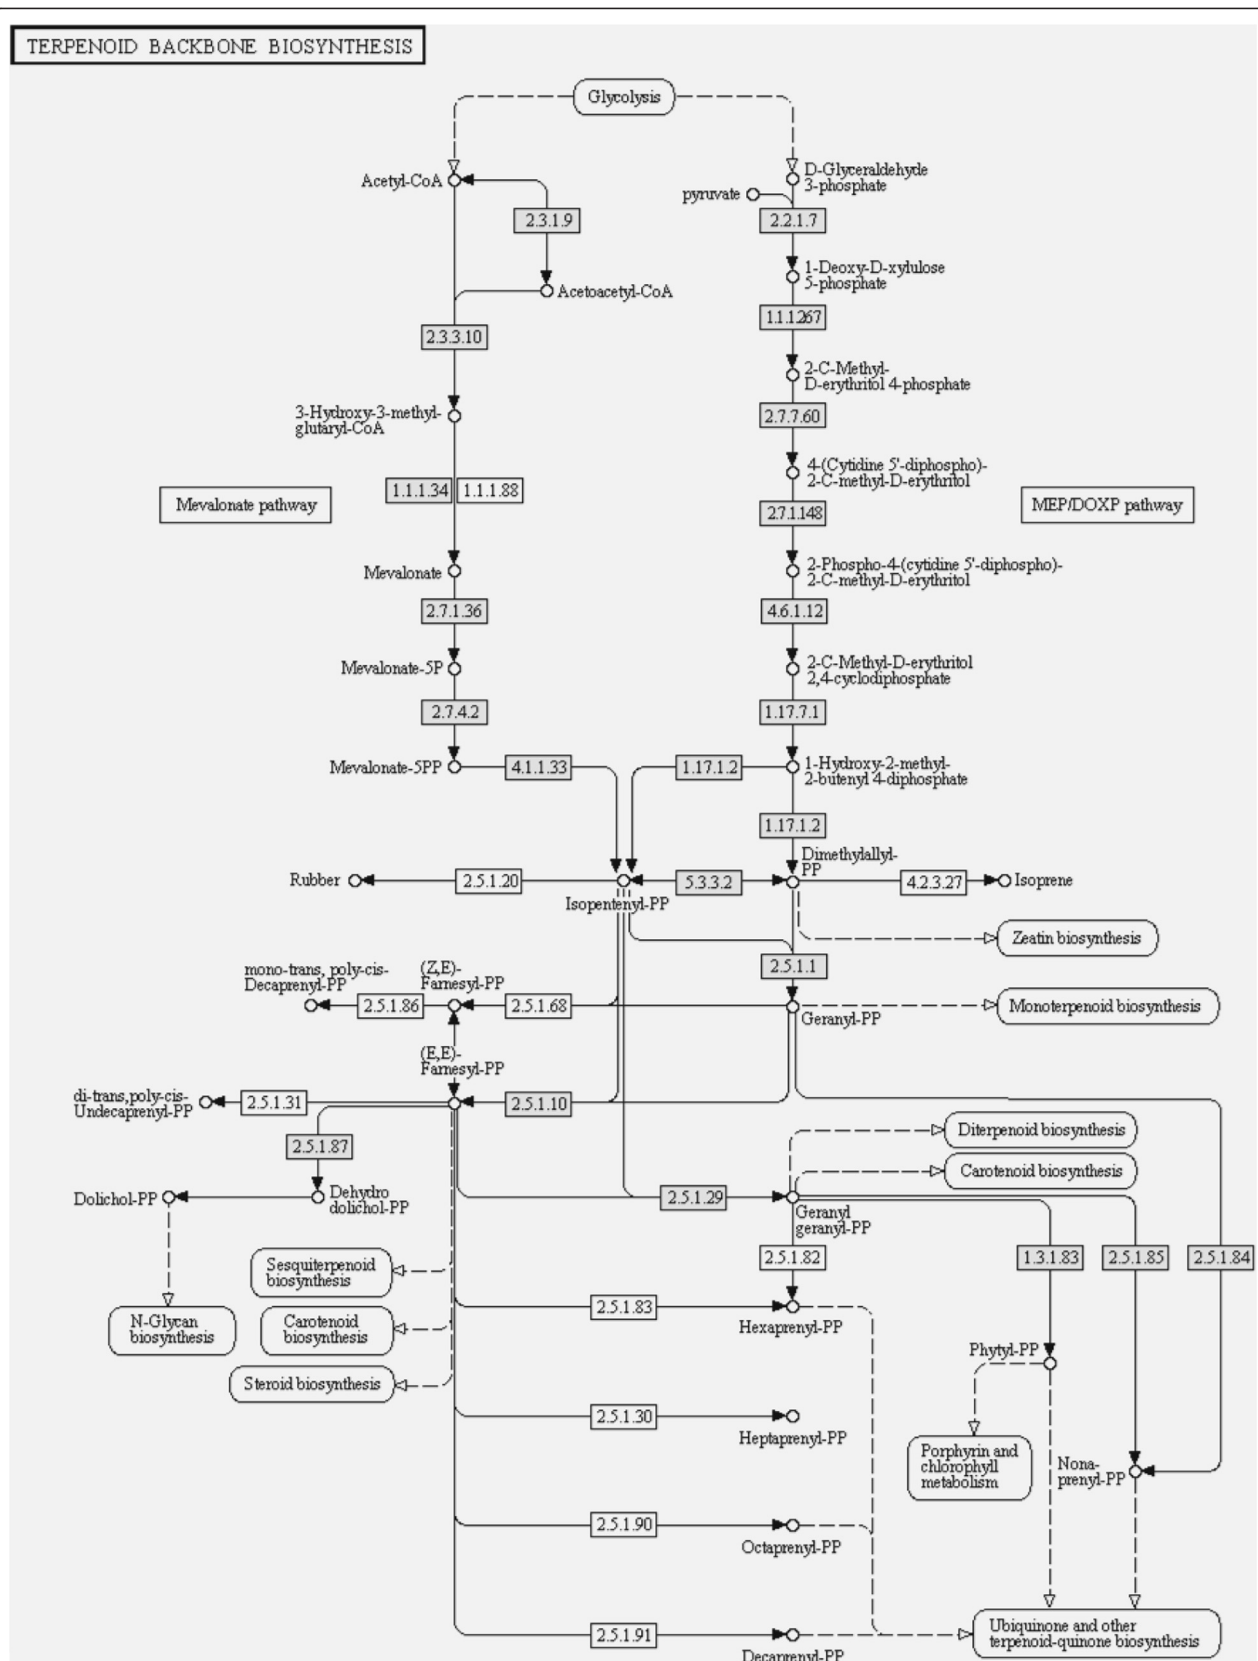 TERPENOID BACKBONE BIOSYNTHESIS
Glycolysis
Acetyl-CoA
D-Glyceraldehyde
3-phosphate
pyruvate
2.3.1.9
2.2.1.7
Acetoacetyl-CoA
1-Deoxy-D-xylulose
5-phosphate
2.3.3.10
1.1.1.267
2-C-Methyl-
D-erythritol 4-phosphate
3-Hydroxy-3-methyl-
glutaryl-CoA
2.7.7.60
4-(Cytidine 5'-diphospho)-
2-C-methyl-D-erythritol
1.1.1.34
1.1.1.88
Mevalonate pathway
2.7.1.148
MEP/DOXP pathway
Mevalonate
2-Phospho-4-(cytidine 5'-diphospho)-
2-C-methyl-D-erythritol
2.7.1.36
4.6.1.12
Mevalonate-5P
2-C-Methyl-D-erythritol
2,4-cyclodiphosphate
2.7.4.2
1.17.7.1
Mevalonate-5PP
4.1.1.33
1.17.1.2
1-Hydroxy-2-methyl-
2-butenyl 4-diphosphate
1.17.1.2
Dimethylallyl-
PP
Rubber
2.5.1.20
5.3.3.2
4.2.3.27
Isoprene
Isopentenyl-PP
Zeatin biosynthesis
2.5.1.1
mono-trans, poly-cis-
Decaprenyl-PP
(Z,E)-
Farnesyl-PP
2.5.1.86
2.5.1.68
Geranyl-PP
Monoterpenoid biosynthesis
(E,E)-
Farnesyl-PP
di-trans,poly-cis-
Undecaprenyl-PP
2.5.1.31
2.5.1.10
2.5.1.87
Diterpenoid biosynthesis
Carotenoid biosynthesis
Dolichol-PP
Dehydro
dolichol-PP
2.5.1.29
Geranyl
geranyl-PP
Sesquiterpenoid
biosynthesis
2.5.1.82
1.3.1.83
2.5.1.85
2.5.1.84
N-Glycan
biosynthesis
Carotenoid
biosynthesis
2.5.1.83
Hexaprenyl-PP
Phytyl-PP
Steroid biosynthesis
2.5.1.30
Heptaprenyl-PP
Porphyrin and
chlorophyll
metabolism
Nona-
prenyl-PP
2.5.1.90
Octaprenyl-PP
2.5.1.91
Decaprenyl-PP
Ubiquinone and other
terpenoid-quinone biosynthesis